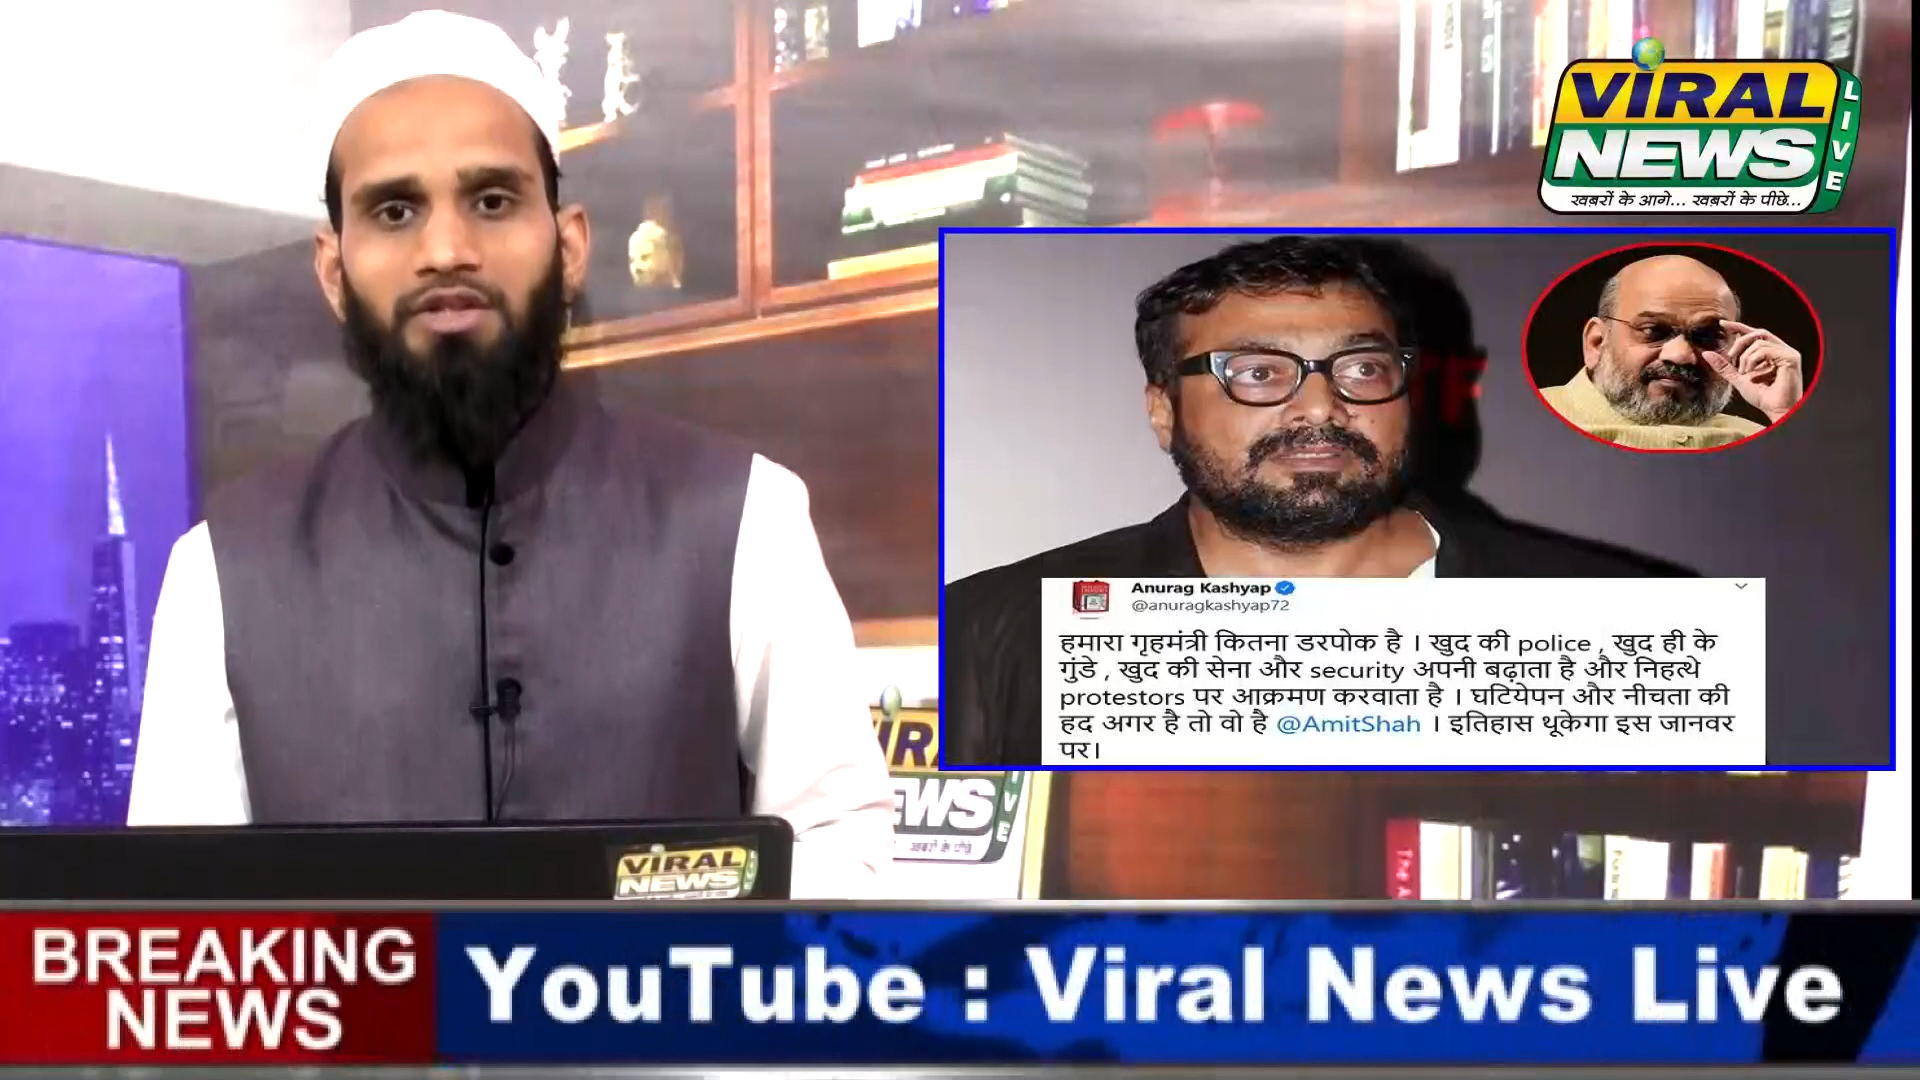 VIRAL
NEWS
LIVE
खबरों के आगे... खबरों के पीछे...
Anurag Kashyap
@anuragkashyap72
हमारा गृहमंत्री कितना डरपोक है । खुद की police , खुद ही के
गुंडे , खुद की सेना और security अपनी बढ़ाता है और निहत्थे
protestors पर आक्रमण करवाता है । घटियेपन और नीचता की
हद अगर है तो वो है @AmitShah । इतिहास थूकेगा इस जानवर
पर।
VIRAL
NEWS
BREAKING
NEWS
YouTube : Viral News Live